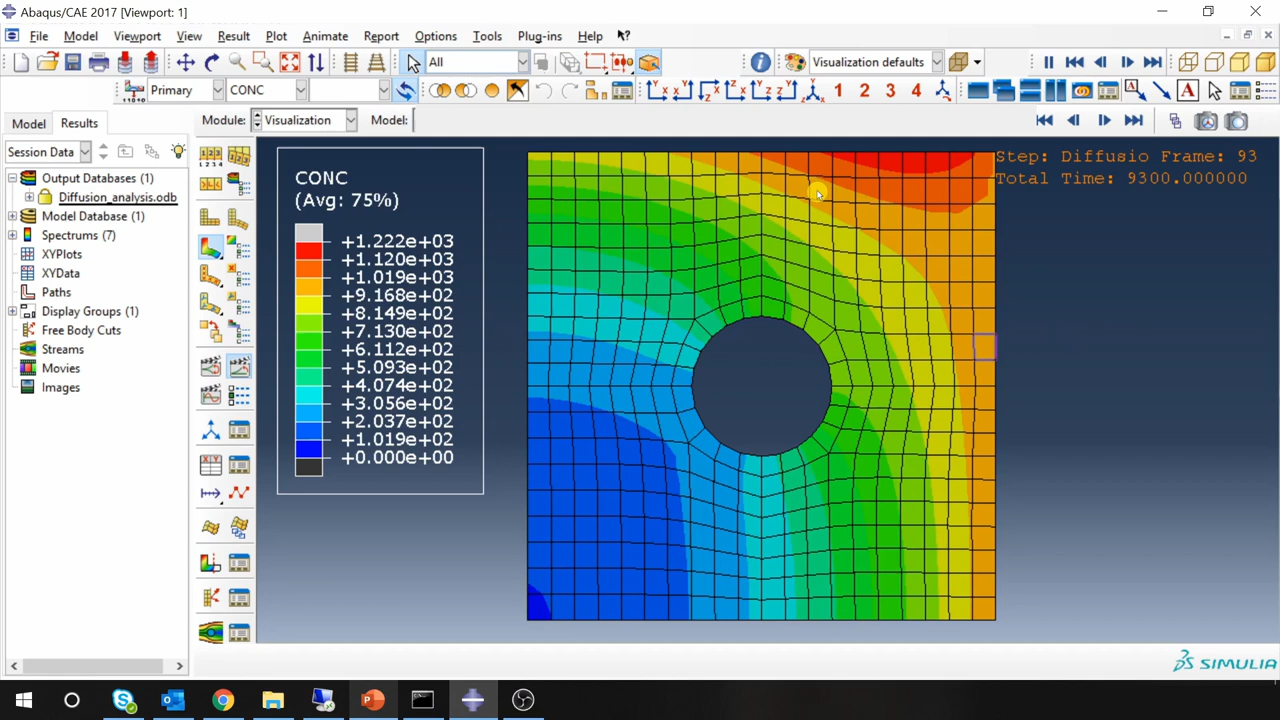 Abaqus/CAE 2017 [Viewport: 1]
File Model Viewport View Result Plot Animate Report Options Tools Plug-ins Help
All
Visualization defaults
Primary CONC
1 2 3 4
Model Results
Module: Visualization Model:
Session Data
Output Databases (1)
Diffusion_analysis.odb
Model Database (1)
Spectrums (7)
XYPlots
XYData
Paths
Display Groups (1)
Free Body Cuts
Streams
Movies
Images
CONC
(Avg: 75%)
+1.222e+03
+1.120e+03
+1.019e+03
+9.168e+02
+8.149e+02
+7.130e+02
+6.112e+02
+5.093e+02
+4.074e+02
+3.056e+02
+2.037e+02
+1.019e+02
+0.000e+00
Step: Diffusio Frame: 93
Total Time: 9300.000000
SIMULIA